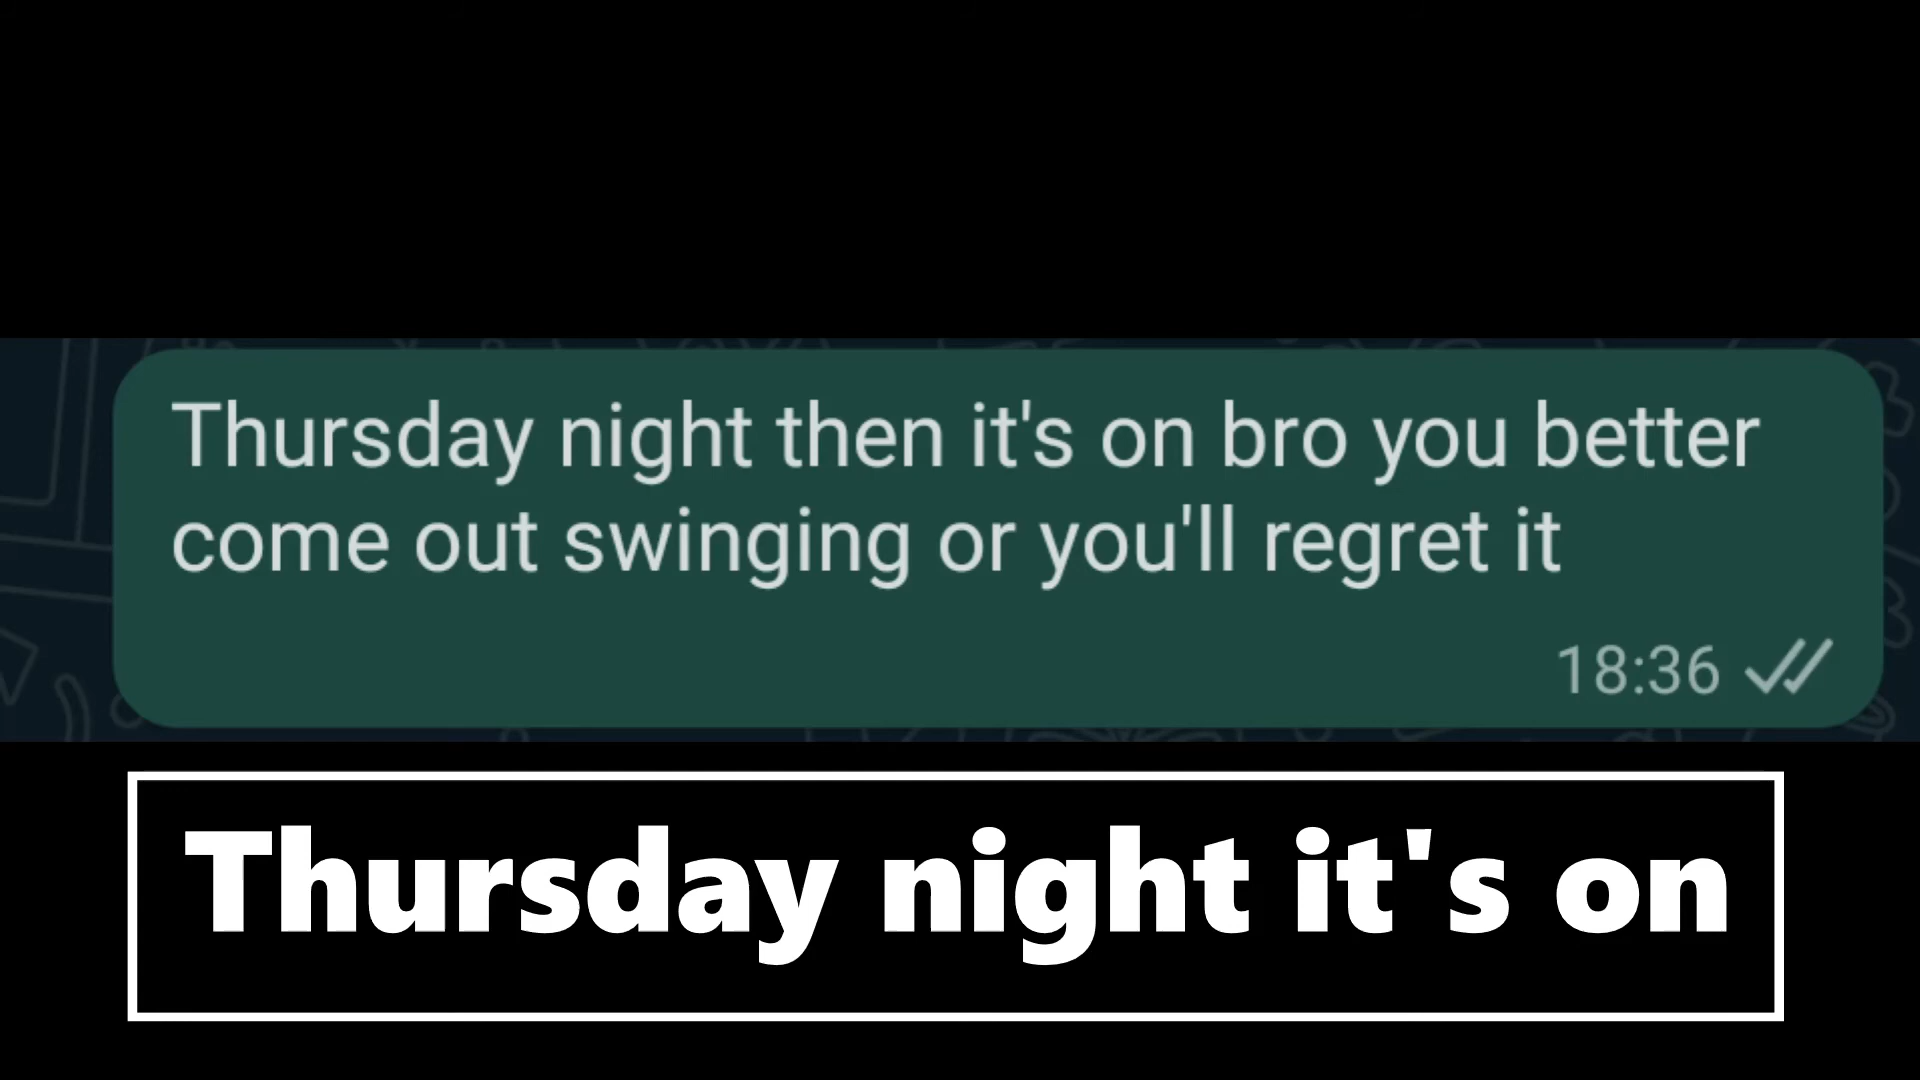 Thursday night then it's on bro you better
come out swinging or you'll regret it
18:36
Thursday night it's on